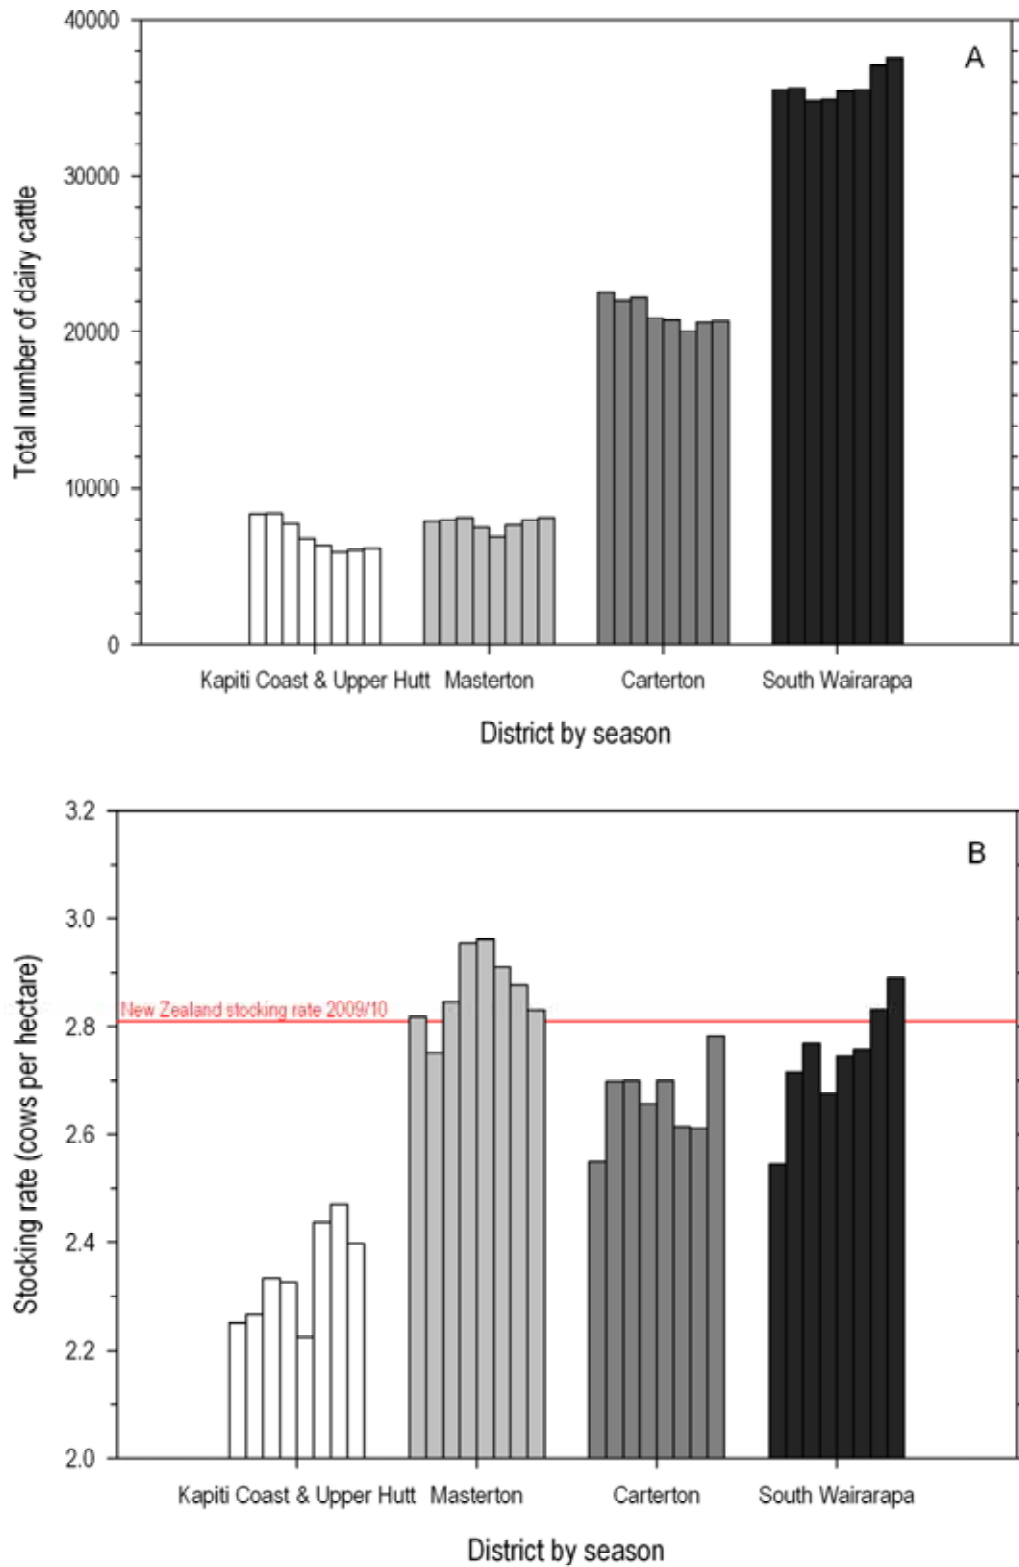 40000
A
30000
20000
10000
0
Total number of dairy cattle
Kapiti Coast & Upper Hutt Masterton Carterton South Wairarapa
District by season
3.2
B
3.0
New Zealand stocking rate 2009/10
2.8
2.6
2.4
2.2
2.0
Stocking rate (cows per hectare)
Kapiti Coast & Upper Hutt Masterton Carterton South Wairarapa
District by season